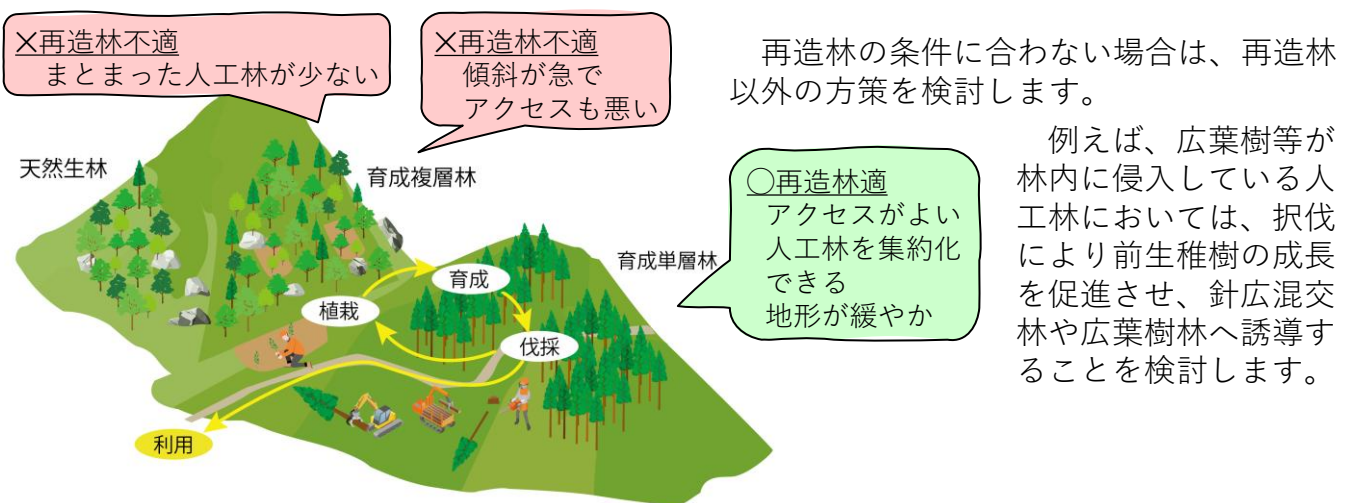 ✕再造林不適
まとまった人工林が少ない
✕再造林不適
傾斜が急で
アクセスも悪い
再造林の条件に合わない場合は、再造林
以外の方策を検討します。
例えば、広葉樹等が
林内に侵入している人
工林においては、択伐
により前生稚樹の成長
を促進させ、針広混交
林や広葉樹林へ誘導す
ることを検討します。
天然生林
育成複層林
○再造林適
アクセスがよい
人工林を集約化
できる
地形が緩やか
育成単層林
育成
植栽
伐採
利用